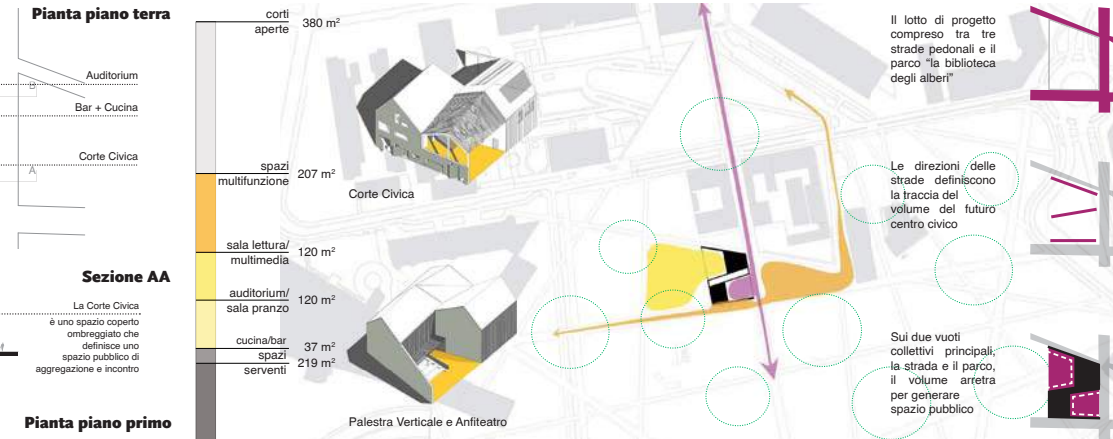 Pianta piano terra
Auditorium
B
Bar + Cucina
Corte Civica
A
Sezione AA
La Corte Civica
è uno spazio coperto
ombreggiato che
definisce uno
spazio pubblico di
aggregazione e incontro
Pianta piano primo
corti
aperte
380 m²
spazi
multifunzione
207 m²
sala lettura/
multimedia
120 m²
auditorium/
sala pranzo
120 m²
cucina/bar
37 m²
spazi
serventi
219 m²
Corte Civica
Palestra Verticale e Anfiteatro
Il lotto di progetto
compreso tra tre
strade pedonali e il
parco “la biblioteca
degli alberi”
Le direzioni delle
strade definiscono
la traccia del
volume del futuro
centro civico
Sui due vuoti
collettivi principali,
la strada e il parco,
il volume arretra
per generare
spazio pubblico